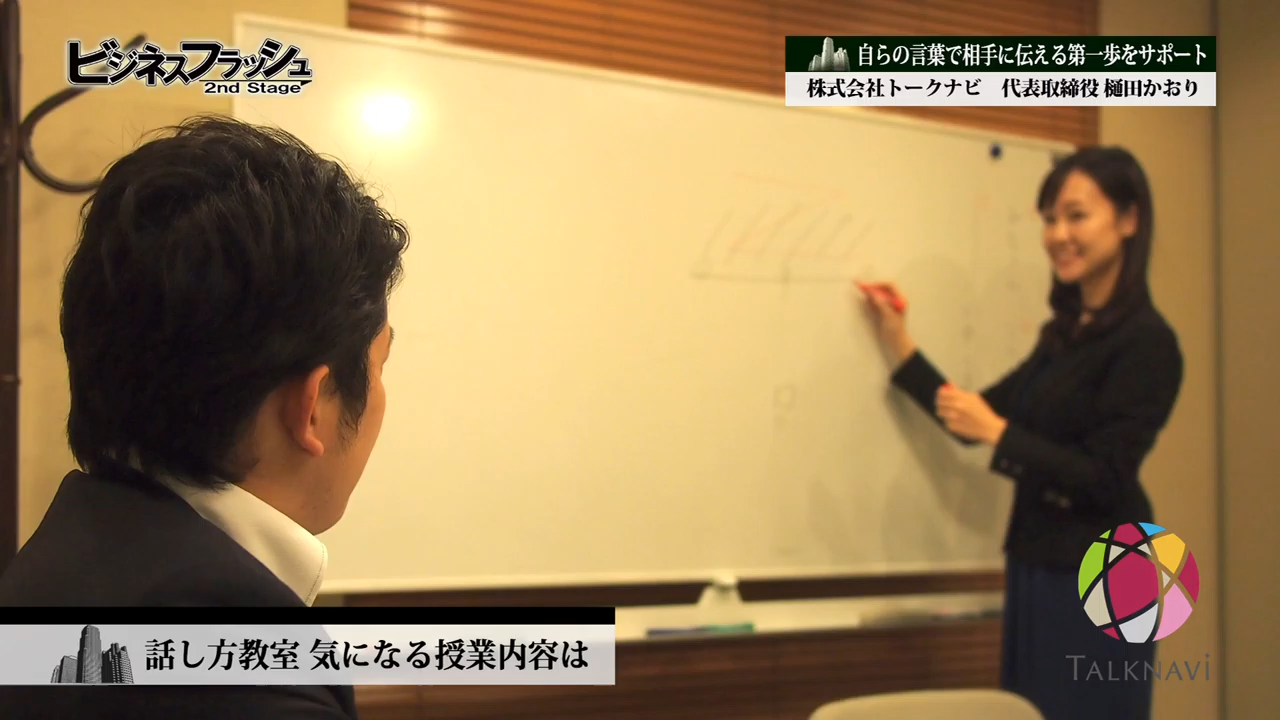 ビジネスフラッシュ
2nd Stage
自らの言葉で相手に伝える第一歩をサポート
株式会社トークナビ 代表取締役 樋田かおり
話し方教室 気になる授業内容は
TALKNAVI